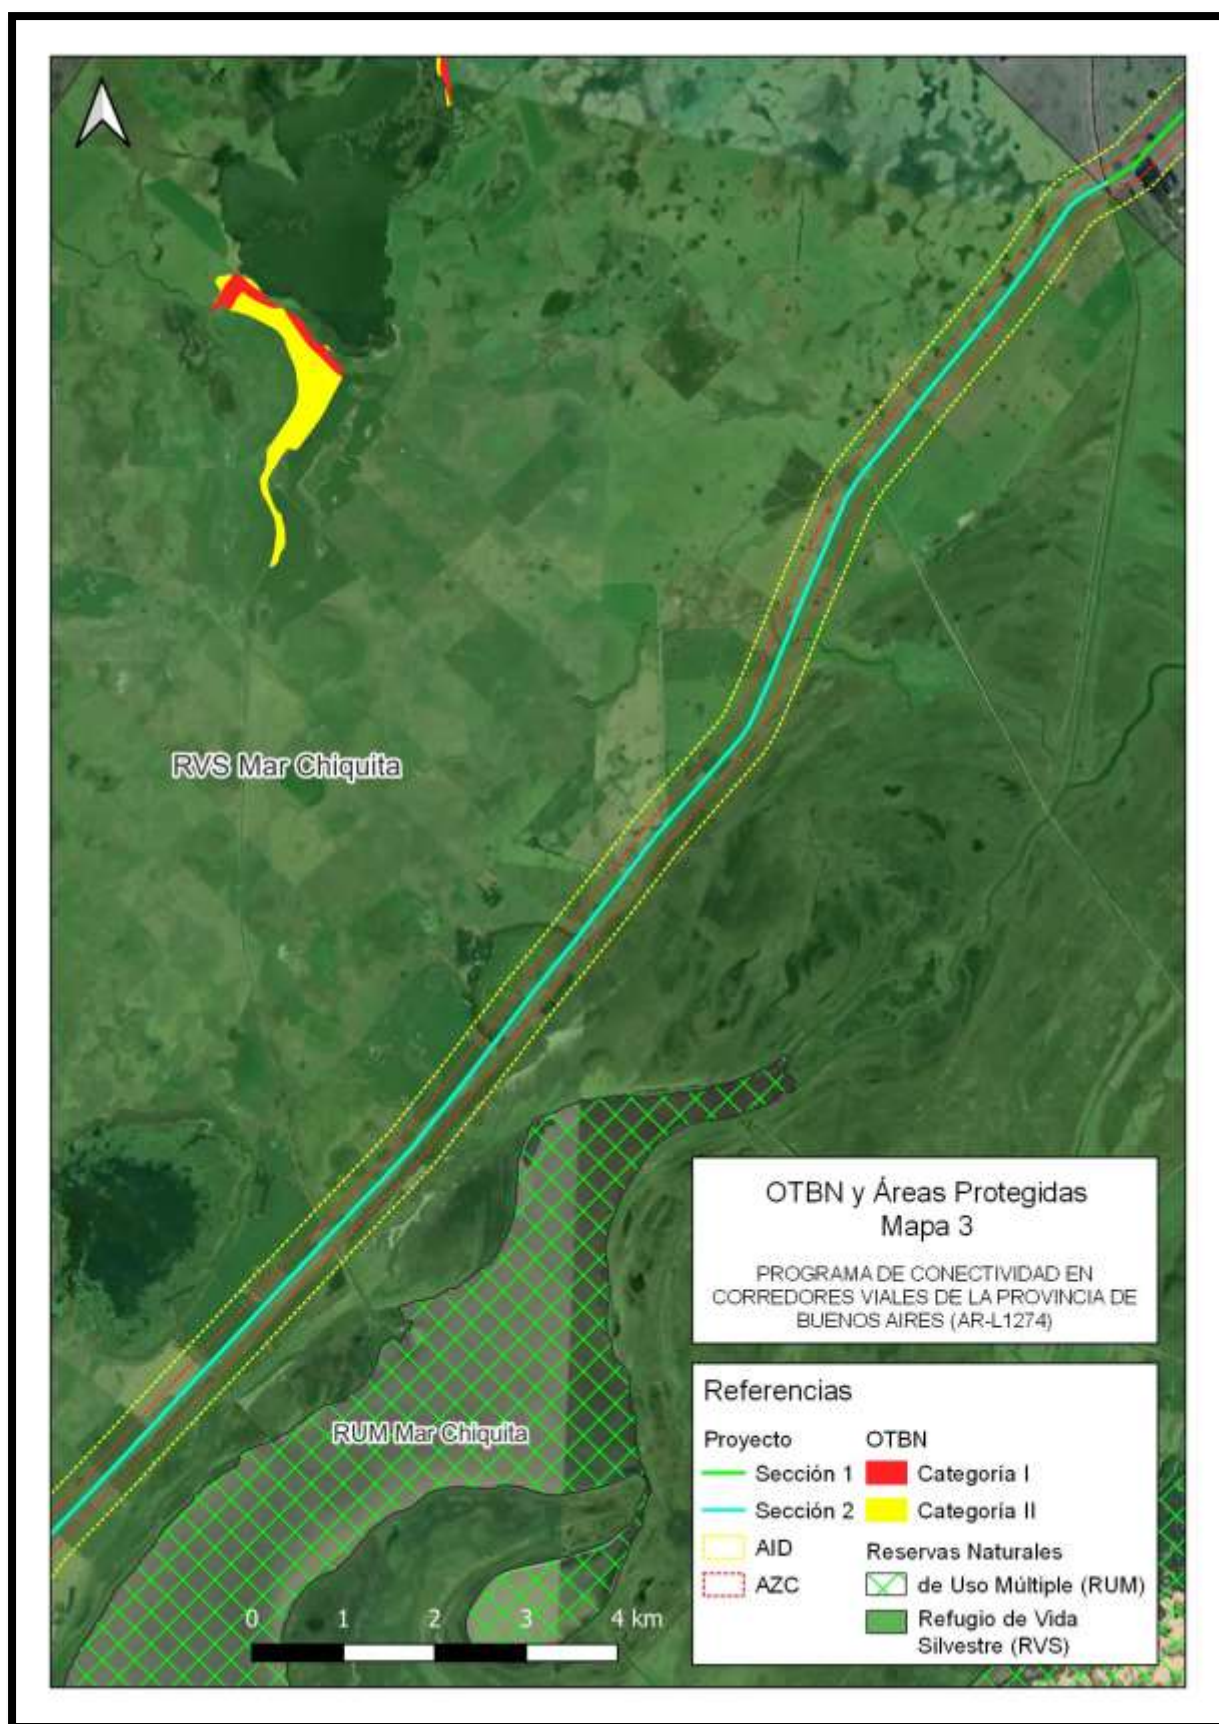 RVS Mar Chiquita
RUM Mar Chiquita
OTBN y Áreas Protegidas
Mapa 3
PROGRAMA DE CONECTIVIDAD EN
CORREDORES VIALES DE LA PROVINCIA DE
BUENOS AIRES (AR-L1274)
Referencias
Proyecto
Sección 1
Sección 2
AID
AZC
OTBN
Categoría I
Categoría II
Reservas Naturales
de Uso Múltiple (RUM)
Refugio de Vida
Silvestre (RVS)
0 1 2 3 4 km